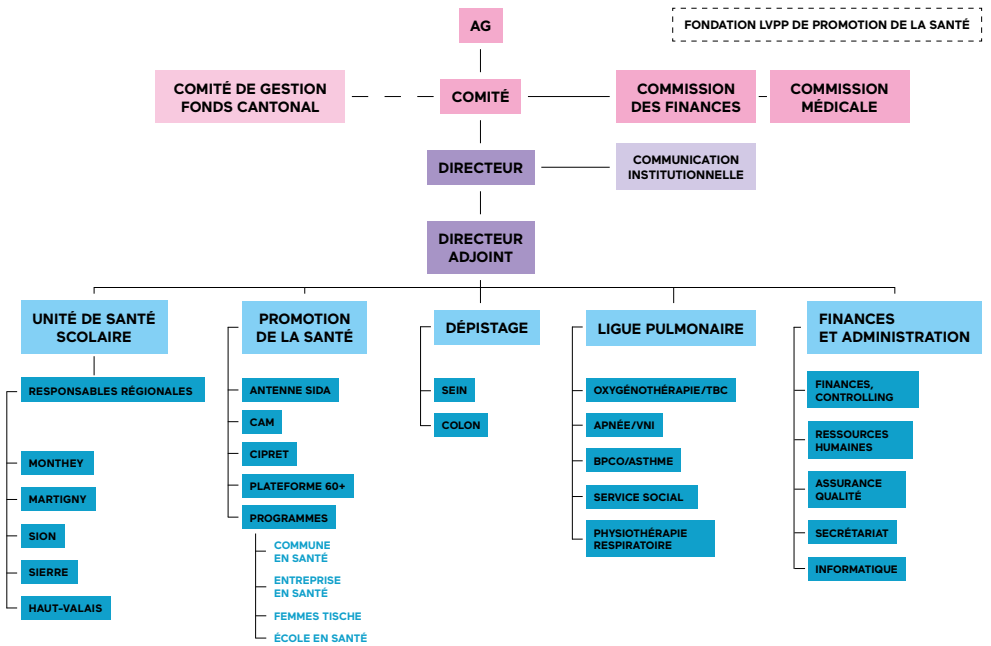 AG
FONDATION LVPP DE PROMOTION DE LA SANTÉ
COMITÉ DE GESTION
FONDS CANTONAL
COMITÉ
COMMISSION
DES FINANCES
COMMISSION
MÉDICALE
DIRECTEUR
COMMUNICATION
INSTITUTIONNELLE
DIRECTEUR
ADJOINT
UNITÉ DE SANTÉ
SCOLAIRE
RESPONSABLES RÉGIONALES
MONTHEY
MARTIGNY
SION
SIERRE
HAUT-VALAIS
PROMOTION
DE LA SANTÉ
ANTENNE SIDA
CAM
CIPRET
PLATEFORME 60+
PROGRAMMES
COMMUNE
EN SANTÉ
ENTREPRISE
EN SANTÉ
FEMMES TISCHE
ÉCOLE EN SANTÉ
DÉPISTAGE
SEIN
COLON
LIGUE PULMONAIRE
OXYGÉNOTHÉRAPIE/TBC
APNÉE/VNI
BPCO/ASTHME
SERVICE SOCIAL
PHYSIOTHÉRAPIE
RESPIRATOIRE
FINANCES
ET ADMINISTRATION
FINANCES,
CONTROLLING
RESSOURCES
HUMAINES
ASSURANCE
QUALITÉ
SECRÉTARIAT
INFORMATIQUE